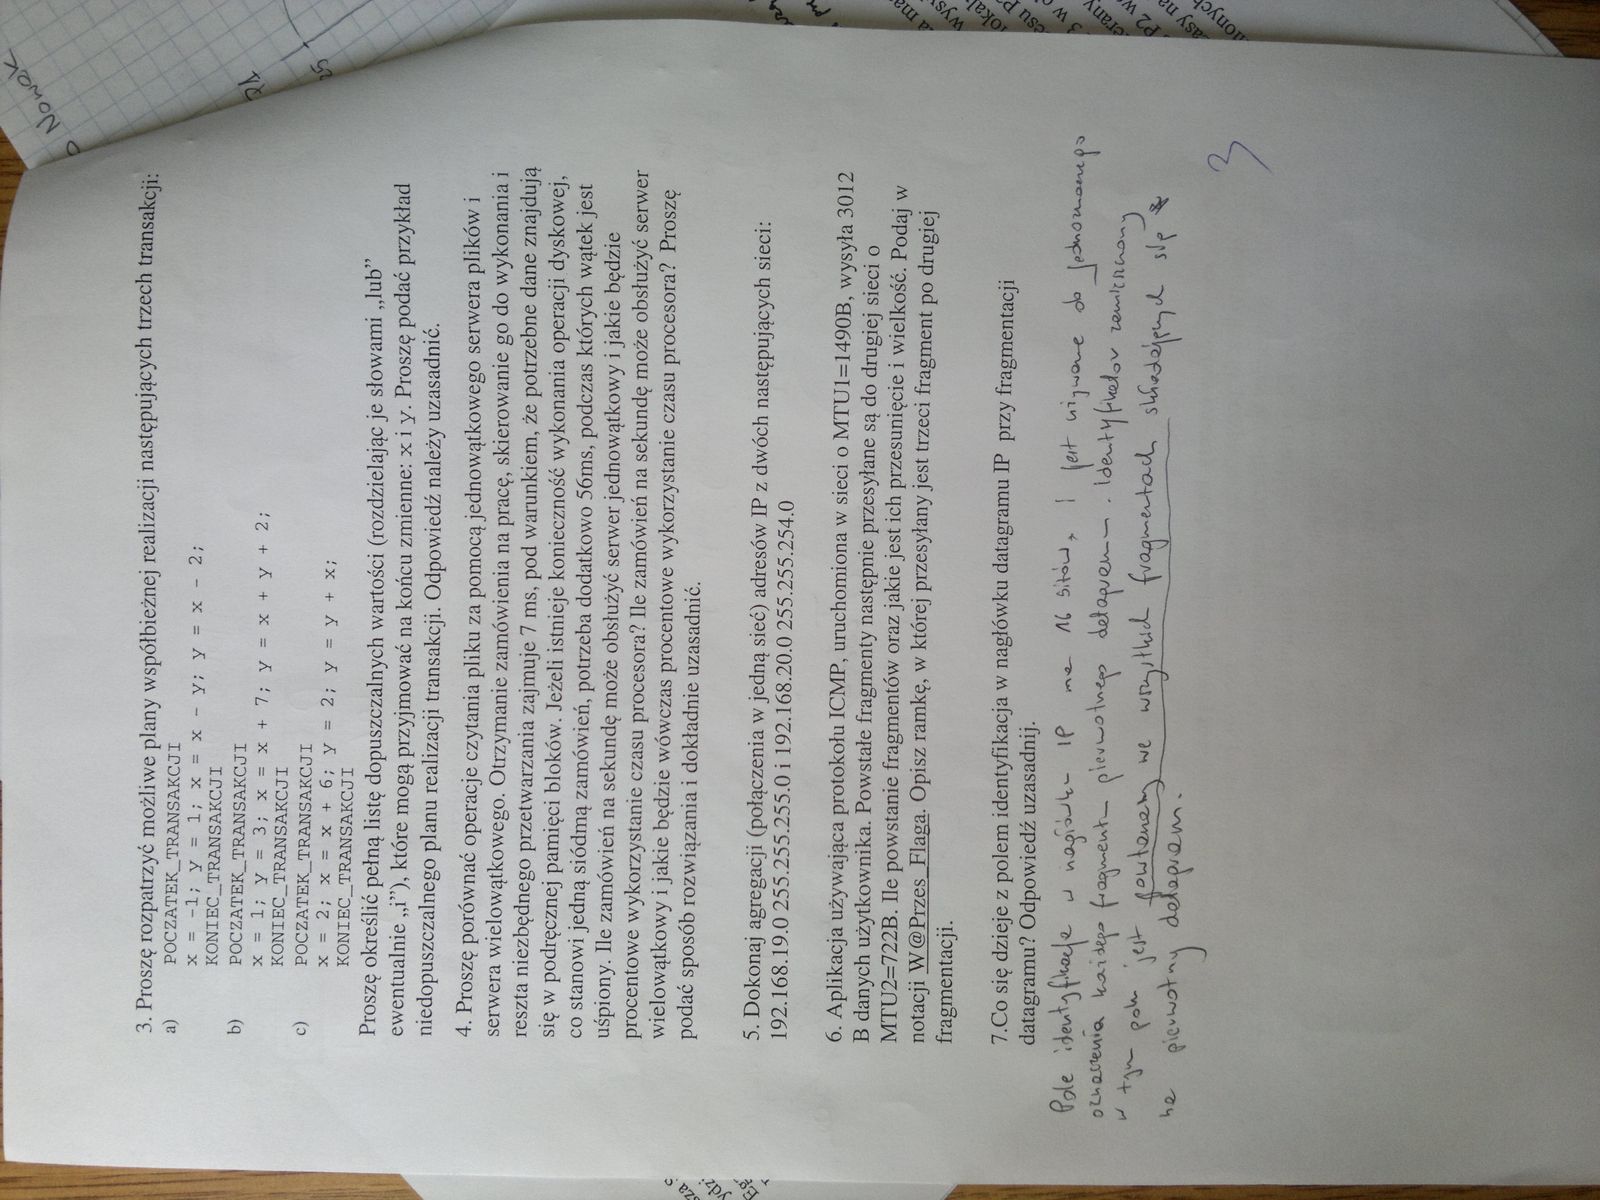 o Nowak
3. Proszę rozpatrzyć możliwe plany współbieżnej realizacji następujących trzech transakcji:
a) POCZATEK_TRANSAKCJI
x = -1; y = 1; x = x - y; y = x - 2;
KONIEC_TRANSAKCJI
b) POCZATEK_TRANSAKCJI
x = 1; y = 3; x = x + 7; y = x + y + 2;
KONIEC_TRANSAKCJI
c) POCZATEK_TRANSAKCJI
x = 2; x = x + 6; y = 2; y = y + x;
KONIEC_TRANSAKCJI
Proszę określić pełną listę dopuszczalnych wartości (rozdzielając je słowami „lub”
ewentualnie „i”), które mogą przyjmować na końcu zmienne: x i y. Proszę podać przykład
niedopuszczalnego planu realizacji transakcji. Odpowiedź należy uzasadnić.
4. Proszę porównać operacje czytania pliku za pomocą jednowątkowego serwera plików i
serwera wielowątkowego. Otrzymanie zamówienia na pracę, skierowanie go do wykonania i
reszta niezbędnego przetwarzania zajmuje 7 ms, pod warunkiem, że potrzebne dane znajdują
się w podręcznej pamięci bloków. Jeżeli istnieje konieczność wykonania operacji dyskowej,
co stanowi jedną siódmą zamówień, potrzeba dodatkowo 56ms, podczas których wątek jest
uśpiony. Ile zamówień na sekundę może obsłużyć serwer jednowątkowy i jakie będzie
procentowe wykorzystanie czasu procesora? Ile zamówień na sekundę może obsłużyć serwer
wielowątkowy i jakie będzie wówczas procentowe wykorzystanie czasu procesora? Proszę
podać sposób rozwiązania i dokładnie uzasadnić.
5. Dokonaj agregacji (połączenia w jedną sieć) adresów IP z dwóch następujących sieci:
192.168.19.0 255.255.255.0 i 192.168.20.0 255.255.254.0
6. Aplikacja używająca protokołu ICMP, uruchomiona w sieci o MTU1=1490B, wysyła 3012
B danych użytkownika. Powstałe fragmenty następnie przesyłane są do drugiej sieci o
MTU2=722B. Ile powstanie fragmentów oraz jakie jest ich przesunięcie i wielkość. Podaj w
notacji W@Przes_Flaga. Opisz ramkę, w której przesyłany jest trzeci fragment po drugiej
fragmentacji.
7.Co się dzieje z polem identyfikacja w nagłówku datagramu IP przy fragmentacji
datagramu? Odpowiedź uzasadnij.
Pole identyfikacja w nagłówku IP ma 16 bitów, i jest używane do jednoznacznego
oznaczenia każdego fragmentu pierwotnego datagramu. Identyfikator zamieszczony
w tym polu jest powtarzany we wszystkich fragmentach składających się
na pierwotny datagram.
3